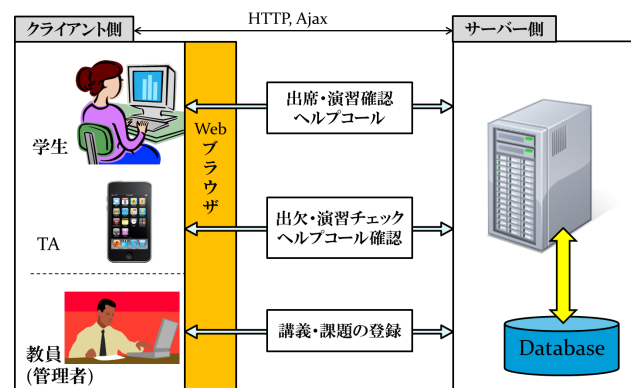 HTTP, Ajax
クライアント側
サーバー側
学生
Web
ブラウザ
出席・演習確認
ヘルプコール
TA
出欠・演習チェック
ヘルプコール確認
教員
(管理者)
講義・課題の登録
Database